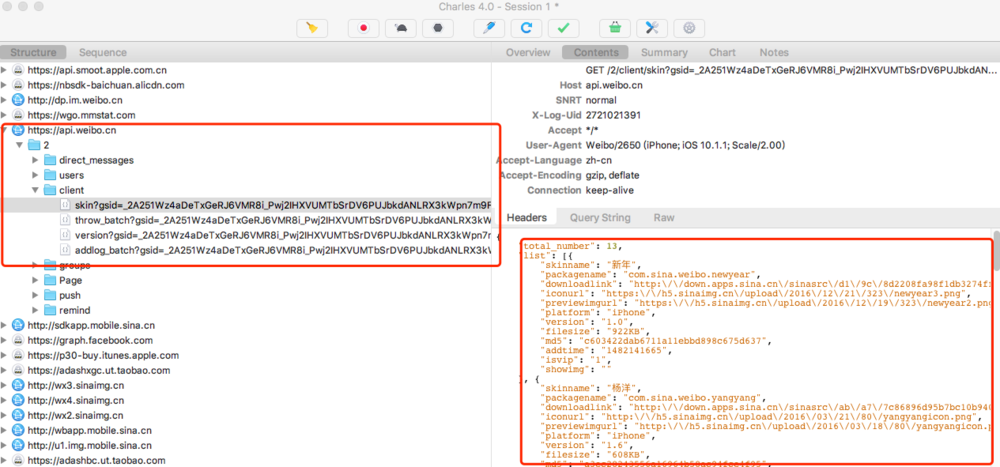 Charles 4.0 - Session 1 *
Structure
Sequence
https://api.smoot.apple.com.cn
https://nbsdk-baichuan.alicdn.com
http://dp.im.weibo.cn
https://wgo.mmstat.com
https://api.weibo.cn
2
direct_messages
users
client
skin?gsid=_2A251Wz4aDeTxGeRJ6VMR8i_Pwj2IHXVUMTbSrDV6PUJbkdANLRX3kWpn7m9F
throw_batch?gsid=_2A251Wz4aDeTxGeRJ6VMR8i_Pwj2IHXVUMTbSrDV6PUJbkdANLRX3kW
version?gsid=_2A251Wz4aDeTxGeRJ6VMR8i_Pwj2IHXVUMTbSrDV6PUJbkdANLRX3kWpn7
addlog_batch?gsid=_2A251Wz4aDeTxGeRJ6VMR8i_Pwj2IHXVUMTbSrDV6PUJbkdANLRX3k
groups
Page
push
remind
http://sdkapp.mobile.sina.cn
https://graph.facebook.com
https://p30-buy.itunes.apple.com
https://adashxgc.ut.taobao.com
http://wx3.sinaimg.cn
http://wx4.sinaimg.cn
http://wx2.sinaimg.cn
http://wbapp.mobile.sina.cn
http://u1.img.mobile.sina.cn
https://adashbc.ut.taobao.com
Overview
Contents
Summary
Chart
Notes
GET /2/client/skin?gsid=_2A251Wz4aDeTxGeRJ6VMR8i_Pwj2IHXVUMTbSrDV6PUJbkdAN...
Host api.weibo.cn
SNRT normal
X-Log-Uid 2721021391
Accept */*
User-Agent Weibo/2650 (iPhone; iOS 10.1.1; Scale/2.00)
Accept-Language zh-cn
Accept-Encoding gzip, deflate
Connection keep-alive
Headers
Query String
Raw
{
"total_number": 13,
"list": [{
"skinname": "新年",
"packagename": "com.sina.weibo.newyear",
"downloadlink": "http:\/\/down.apps.sina.cn\/sinasrc\/d1\/9c\/8d2208fa98f1db3274f
"iconurl": "https:\/\/h5.sinaimg.cn\/upload\/2016\/12\/21\/323\/newyear3.png",
"previewimgurl": "https:\/\/h5.sinaimg.cn\/upload\/2016\/12\/19\/323\/newyear2.png
"platform": "iPhone",
"version": "1.0",
"filesize": "922KB",
"md5": "c603422dab6711a11ebbd898c675d637",
"addtime": "1482141665",
"isvip": "1",
"showimg": ""
}, {
"skinname": "杨洋",
"packagename": "com.sina.weibo.yangyang",
"downloadlink": "http:\/\/down.apps.sina.cn\/sinasrc\/ab\/a7\/7c86896d95b7bc10b940
"iconurl": "http:\/\/h5.sinaimg.cn\/upload\/2016\/03\/21\/80\/yangyangicon.png",
"previewimgurl": "http:\/\/h5.sinaimg.cn\/upload\/2016\/03\/18\/80\/yangyangicon.p
"platform": "iPhone",
"version": "1.6",
"filesize": "608KB",